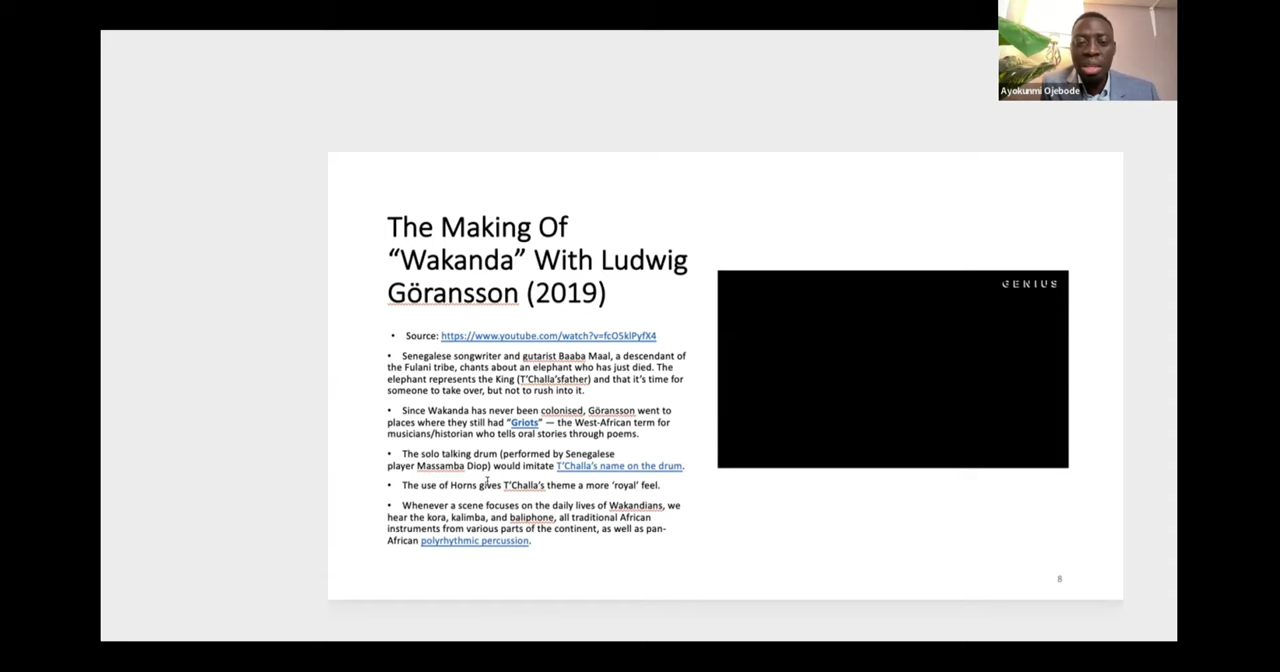 Ayokunmi Ojebode
The Making Of
“Wakanda” With Ludwig
Göransson (2019)
GENIUS
• Source: https://www.youtube.com/watch?v=fcO5klPyfX4
• Senegalese songwriter and gutarist Baaba Maal, a descendant of
the Fulani tribe, chants about an elephant who has just died. The
elephant represents the King (T’Challa’sfather) and that it’s time for
someone to take over, but not to rush into it.
• Since Wakanda has never been colonised, Göransson went to
places where they still had “Griots” — the West-African term for
musicians/historian who tells oral stories through poems.
• The solo talking drum (performed by Senegalese
player Massamba Diop) would imitate T’Challa’s name on the drum.
• The use of Horns gives T’Challa’s theme a more ‘royal’ feel.
• Whenever a scene focuses on the daily lives of Wakandians, we
hear the kora, kalimba, and baliphone, all traditional African
instruments from various parts of the continent, as well as pan-
African polyrhythmic percussion.
8